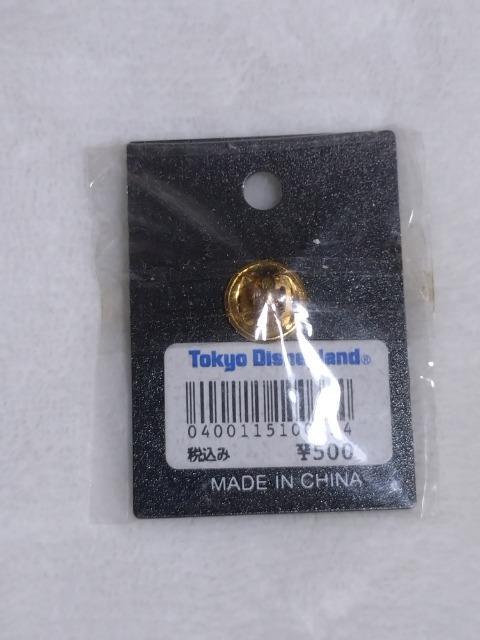 Tokyo Disneyland®
税込み ¥500
MADE IN CHINA